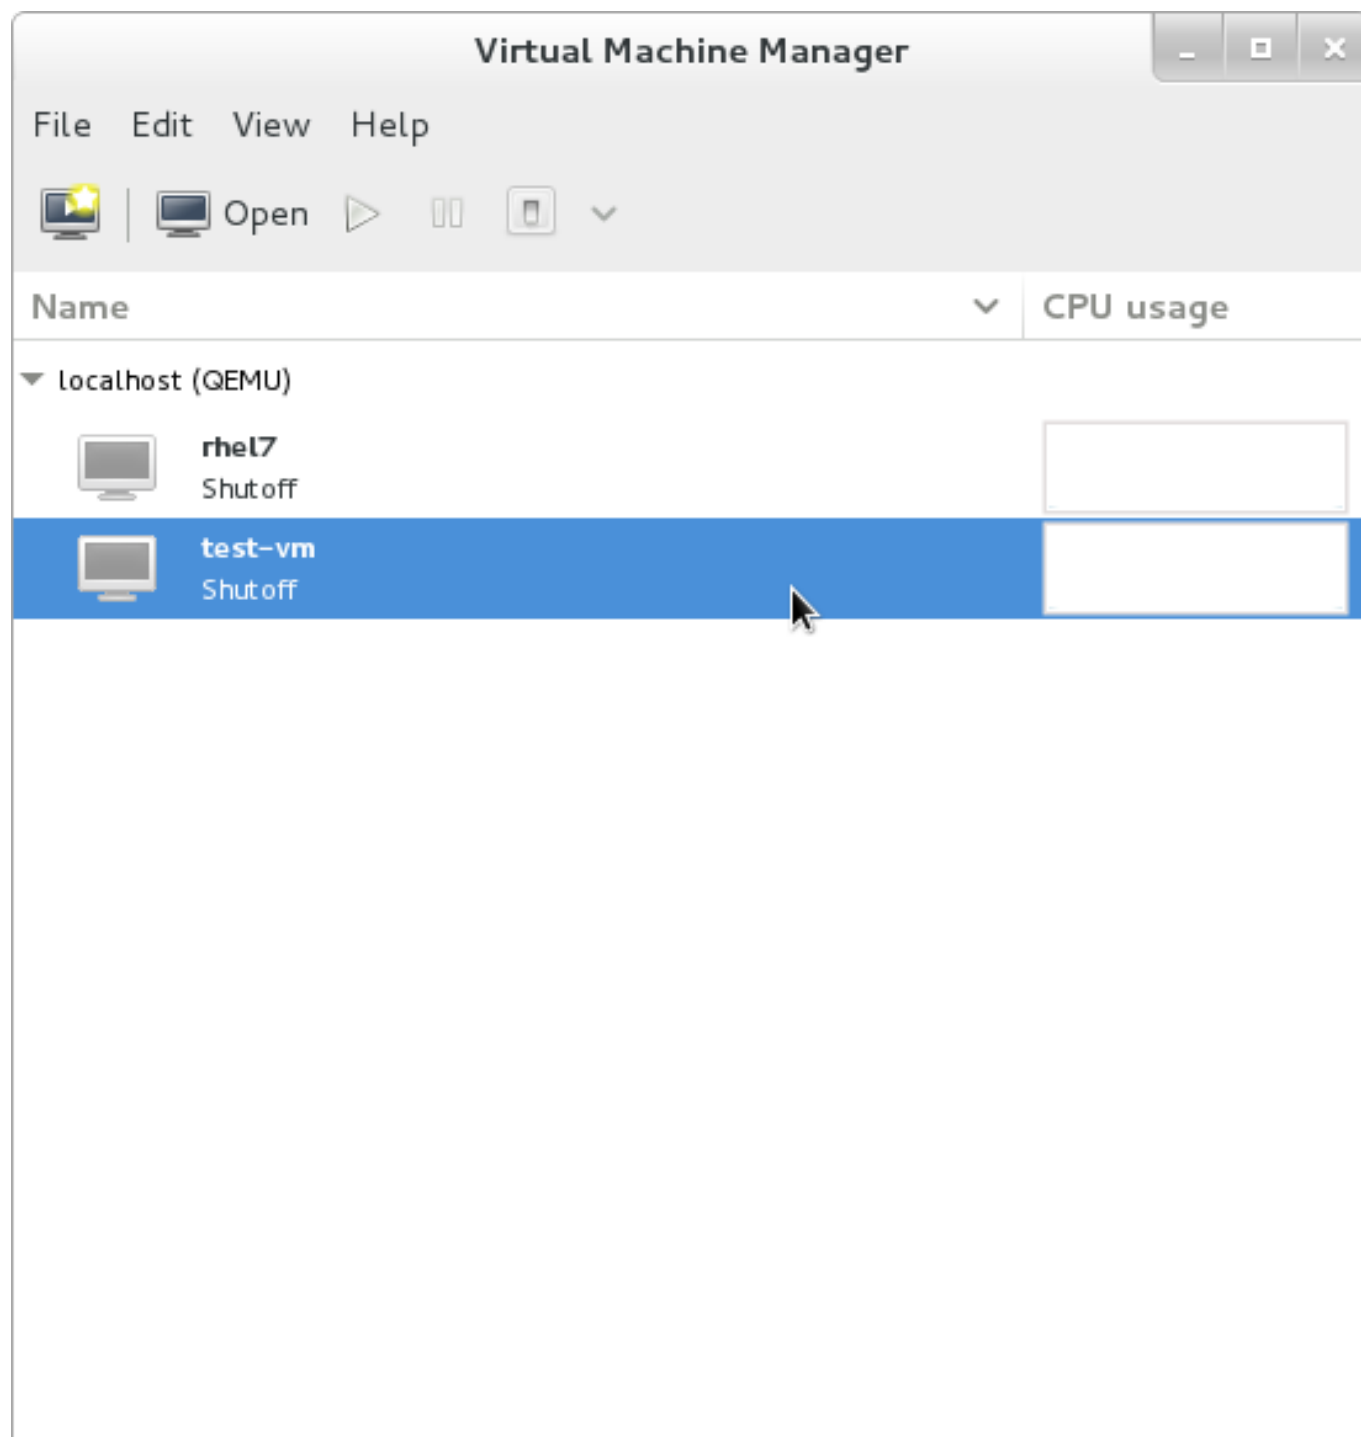 Virtual Machine Manager
File Edit View Help
Open
Name CPU usage
localhost (QEMU)
rhel7
Shutoff
test-vm
Shutoff